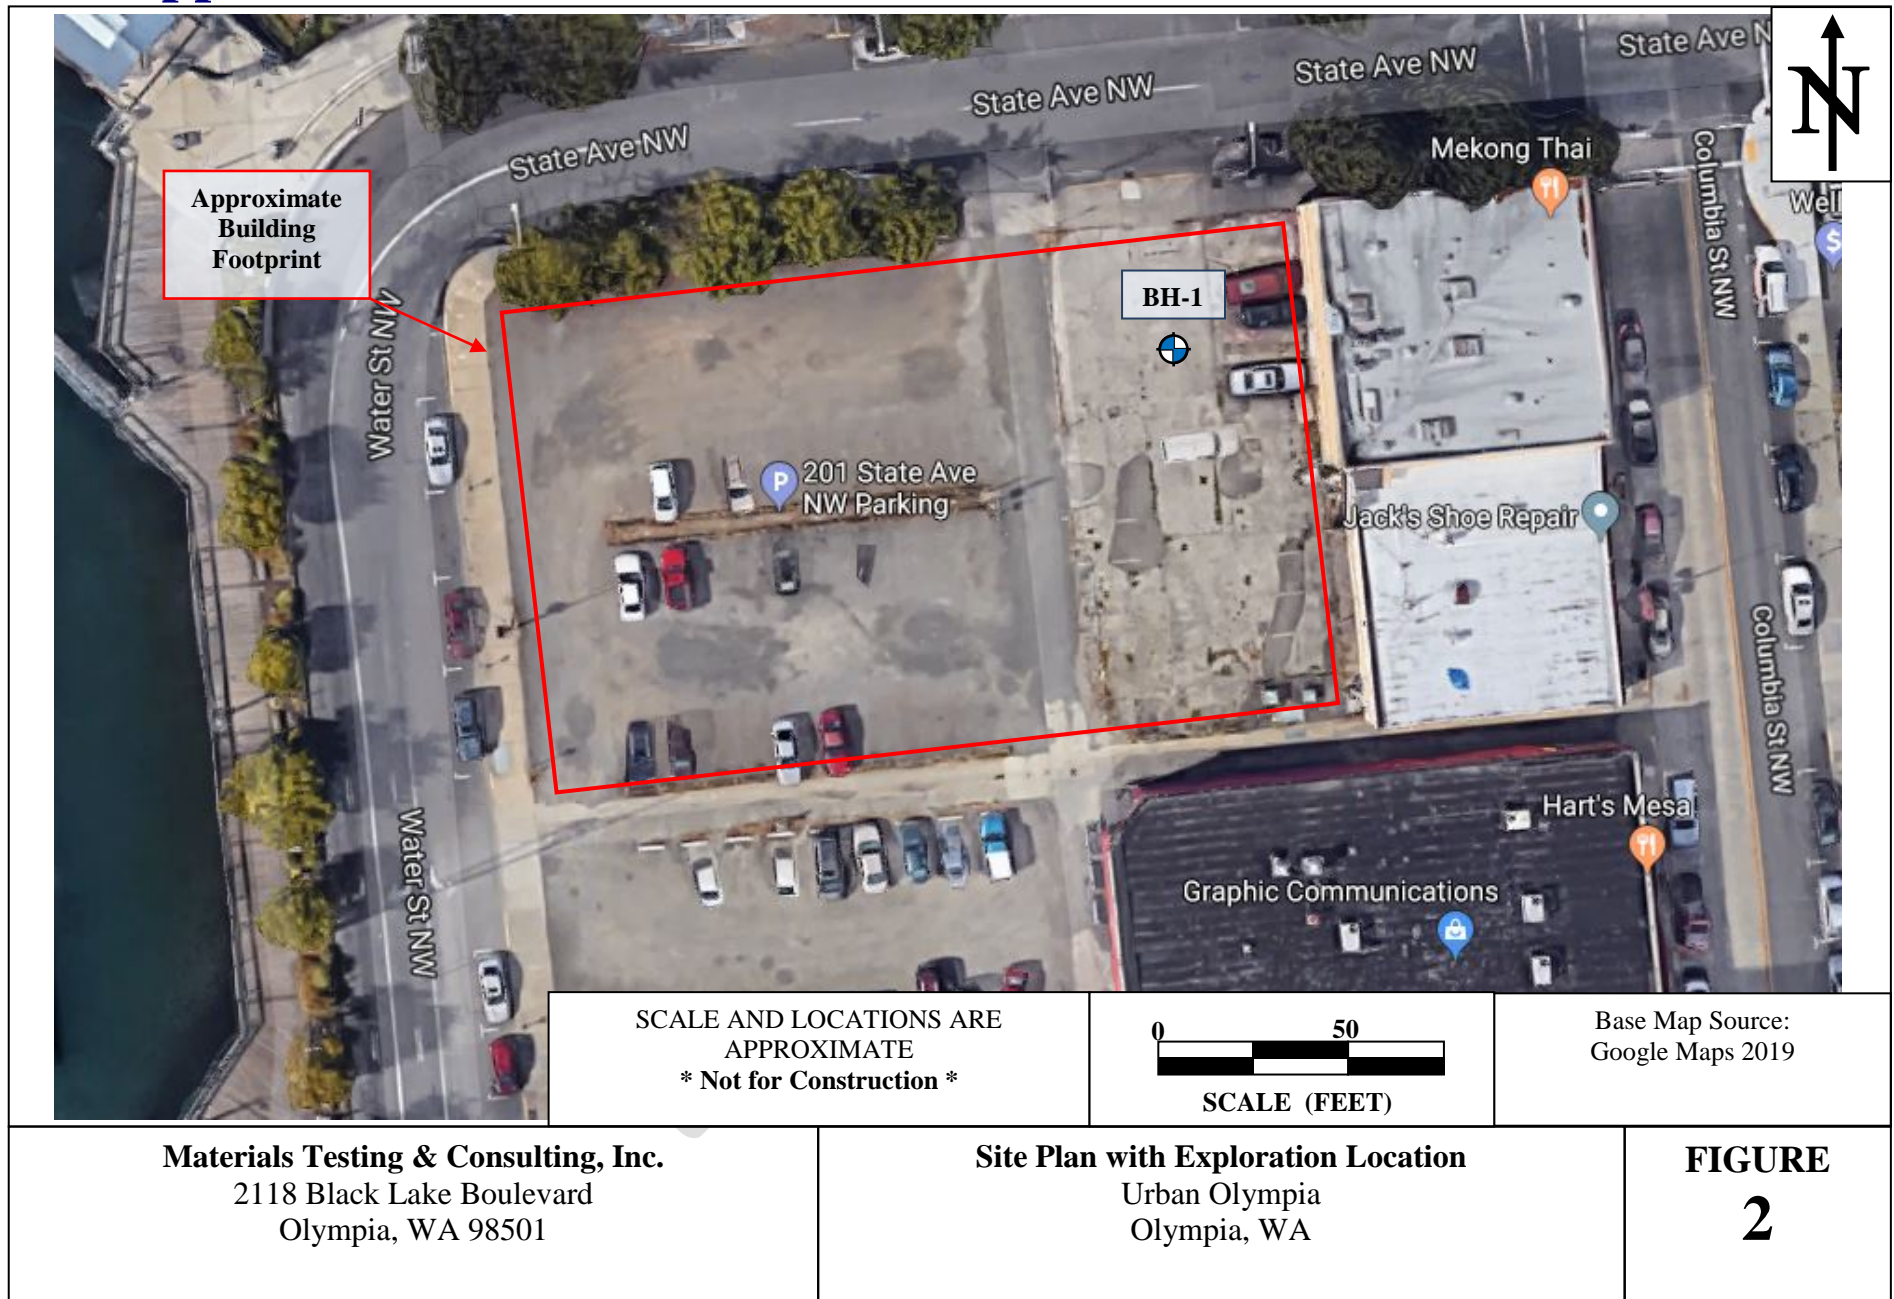 State Ave NW
State Ave NW
State Ave NW
State Ave N
N
Mekong Thai
Columbia St NW
Well
$
Approximate
Building
Footprint
BH-1
Water St NW
P
201 State Ave
NW Parking
Jack's Shoe Repair
Columbia St NW
Hart's Mesa
Water St NW
Graphic Communications
SCALE AND LOCATIONS ARE
APPROXIMATE
* Not for Construction *
0 50
SCALE (FEET)
Base Map Source:
Google Maps 2019
Materials Testing & Consulting, Inc.
2118 Black Lake Boulevard
Olympia, WA 98501
Site Plan with Exploration Location
Urban Olympia
Olympia, WA
FIGURE
2